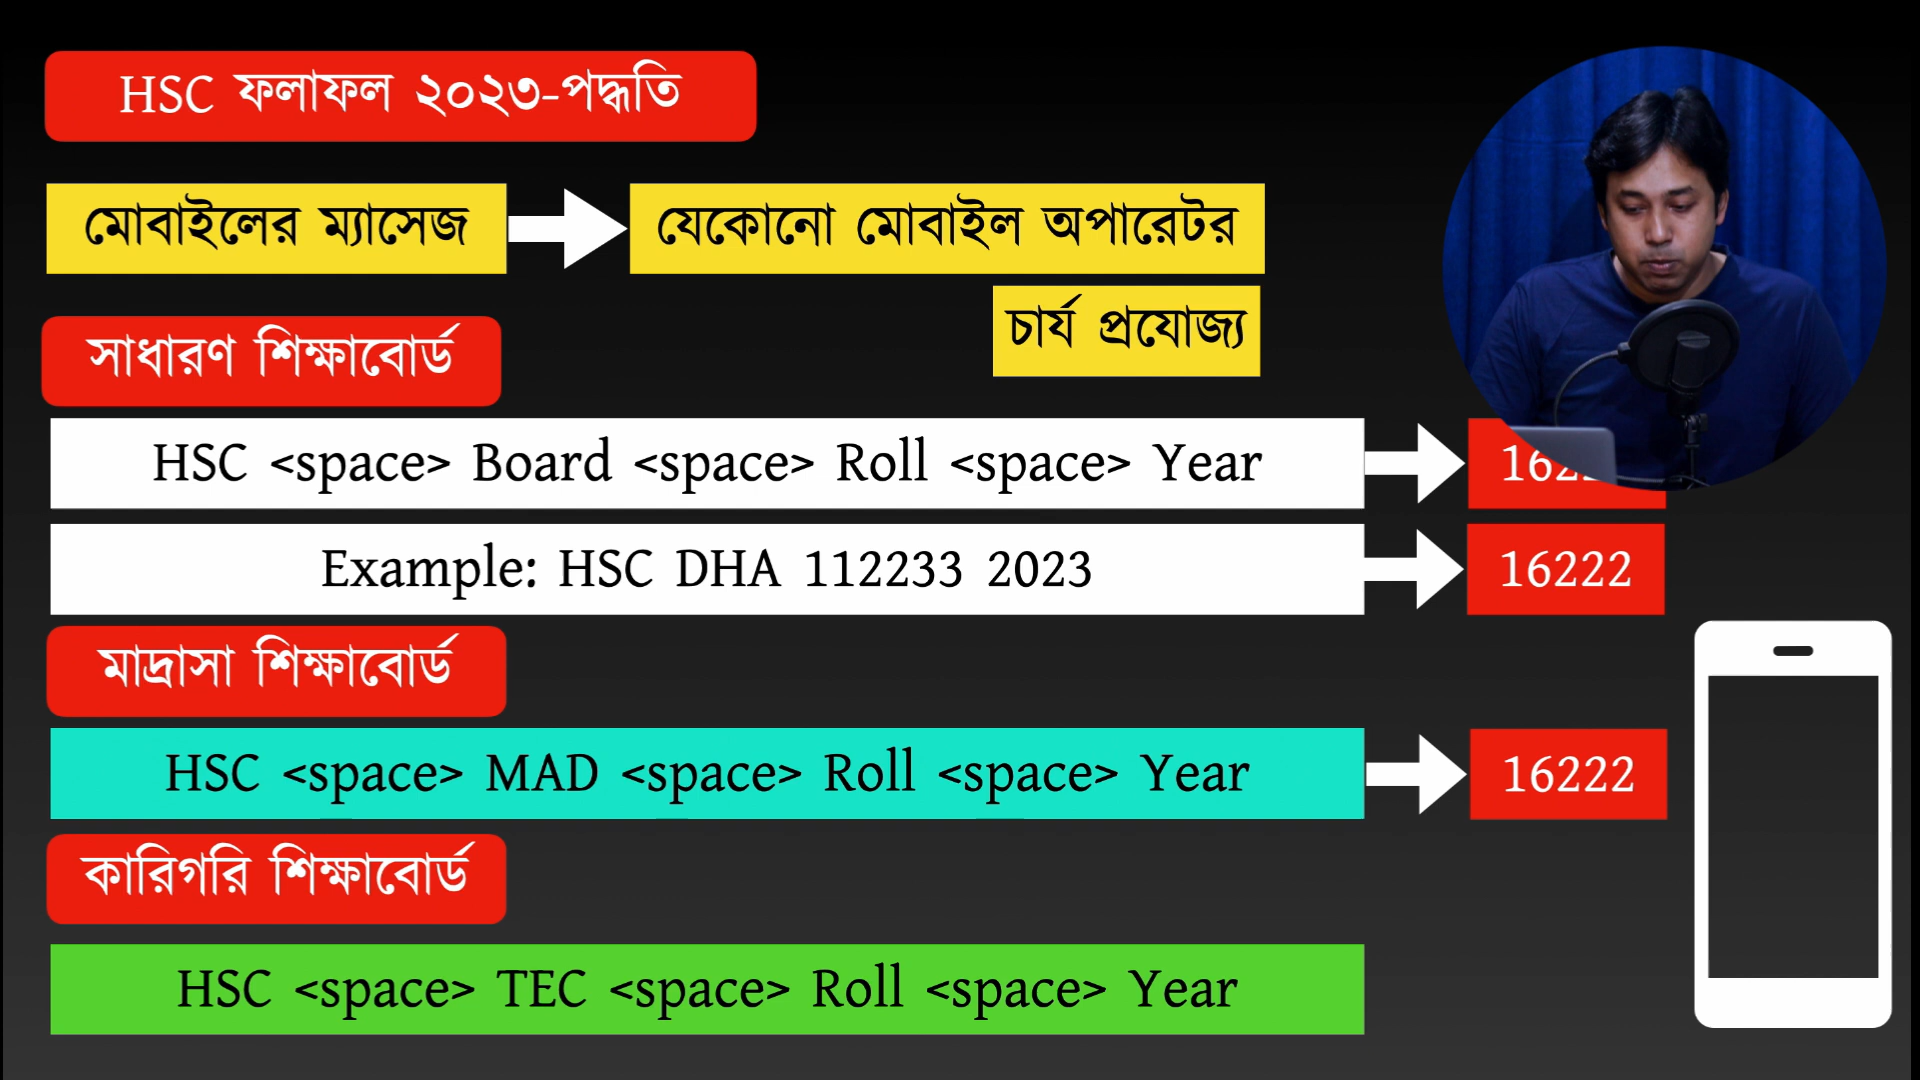 HSC ফলাফল ২০২৩-পদ্ধতি
মোবাইলের ম্যাসেজ
যেকোনো মোবাইল অপারেটর
চার্য প্রযোজ্য
সাধারণ শিক্ষাবোর্ড
HSC <space> Board <space> Roll <space> Year
Example: HSC DHA 112233 2023
16222
মাদ্রাসা শিক্ষাবোর্ড
HSC <space> MAD <space> Roll <space> Year
16222
কারিগরি শিক্ষাবোর্ড
HSC <space> TEC <space> Roll <space> Year